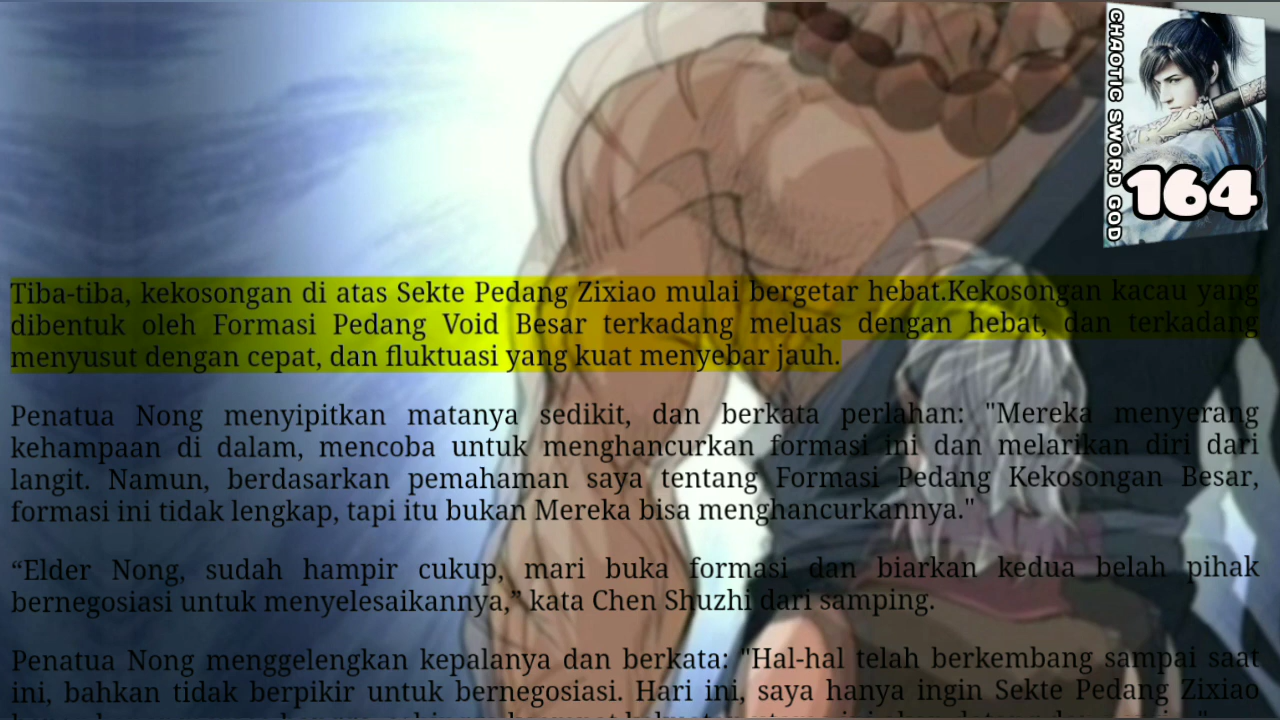 CHAOTIC SWORD GOD
164
Tiba-tiba, kekosongan di atas Sekte Pedang Zixiao mulai bergetar hebat.Kekosongan kacau yang
dibentuk oleh Formasi Pedang Void Besar terkadang meluas dengan hebat, dan terkadang
menyusut dengan cepat, dan fluktuasi yang kuat menyebar jauh.
Penatua Nong menyipitkan matanya sedikit, dan berkata perlahan: "Mereka menyerang
kehampaan di dalam, mencoba untuk menghancurkan formasi ini dan melarikan diri dari
langit. Namun, berdasarkan pemahaman saya tentang Formasi Pedang Kekosongan Besar,
formasi ini tidak lengkap, tapi itu bukan Mereka bisa menghancurkannya."
“Elder Nong, sudah hampir cukup, mari buka formasi dan biarkan kedua belah pihak
bernegosiasi untuk menyelesaikannya,” kata Chen Shuzhi dari samping.
Penatua Nong menggelengkan kepalanya dan berkata: "Hal-hal telah berkembang sampai saat
ini, bahkan tidak berpikir untuk bernegosiasi. Hari ini, saya hanya ingin Sekte Pedang Zixiao